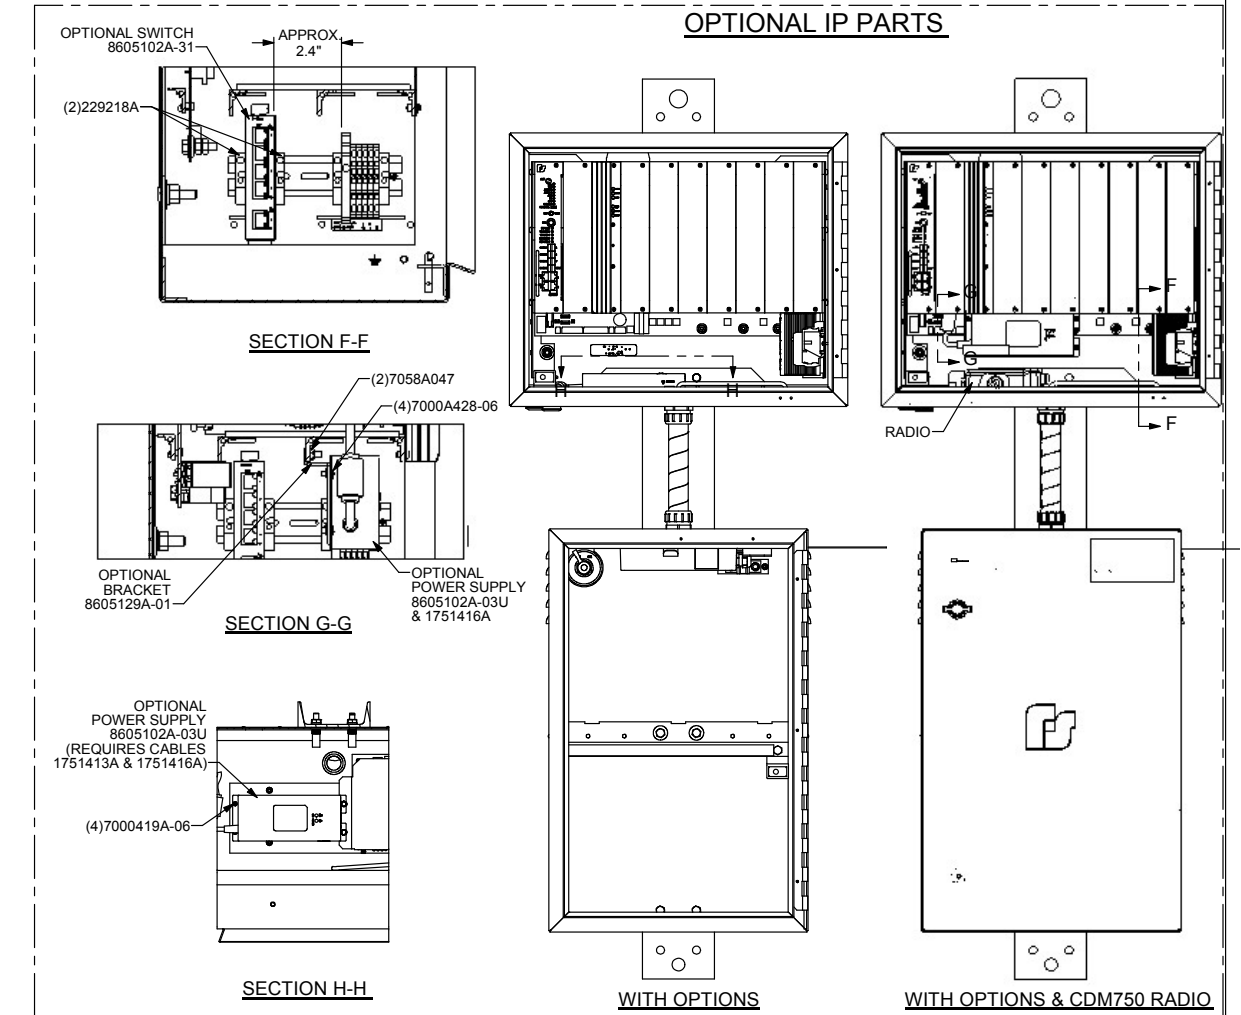 OPTIONAL IP PARTS
OPTIONAL SWITCH
8605102A-31
APPROX.
2.4"
(2)229218A
SECTION F-F
(2)7058A047
(4)7000A428-06
OPTIONAL
BRACKET
8605129A-01
OPTIONAL
POWER SUPPLY
8605102A-03U
& 1751416A
SECTION G-G
OPTIONAL
POWER SUPPLY
8605102A-03U
(REQUIRES CABLES
1751413A & 1751416A)
(4)7000419A-06
SECTION H-H
H
H
WITH OPTIONS
G
G
F
F
RADIO
WITH OPTIONS & CDM750 RADIO